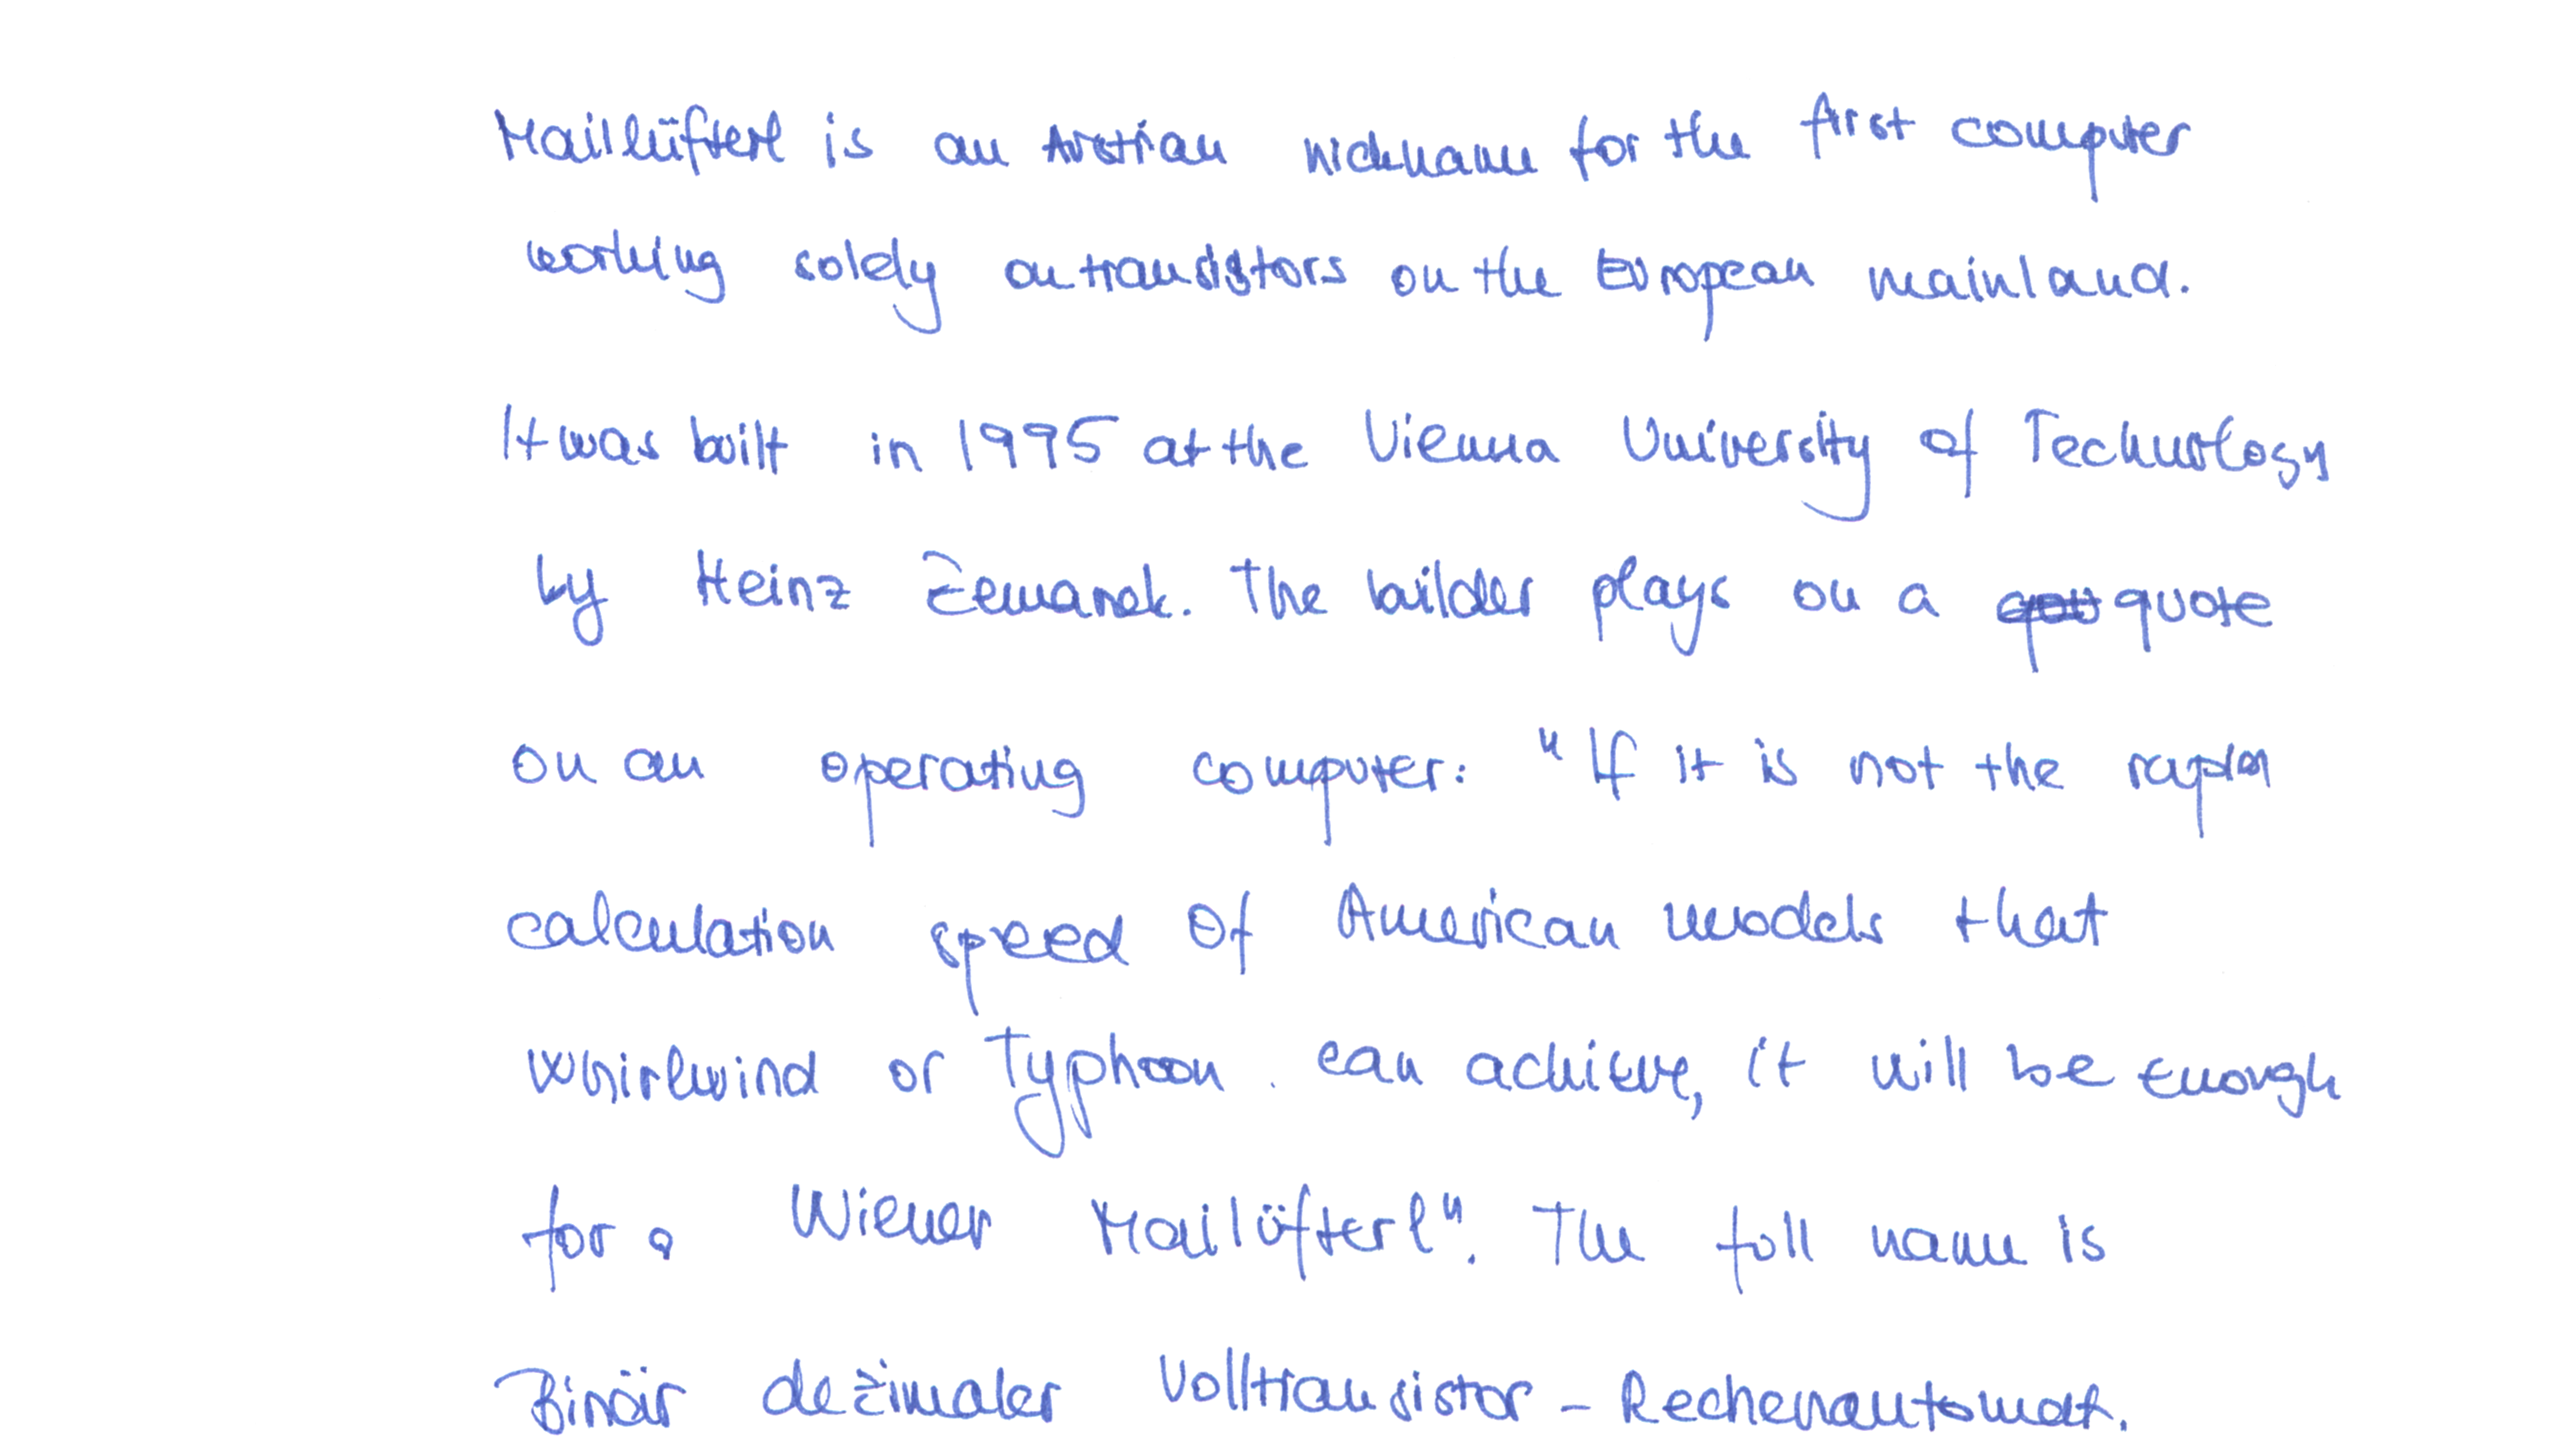 Maillüfterl is an Austrian nickname for the first computer
working solely on transistors on the European mainland.
It was built in 1995 at the Vienna University of Technology
by Heinz Zemanek. The builder plays on a quote
on an operating computer: "If it is not the rapid
calculation speed of American models that
Whirlwind or Typhoon can achieve, it will be enough
for a Wiener Mailüfterl". The full name is
Binär dezimaler Volltransistor - Rechenautomat.